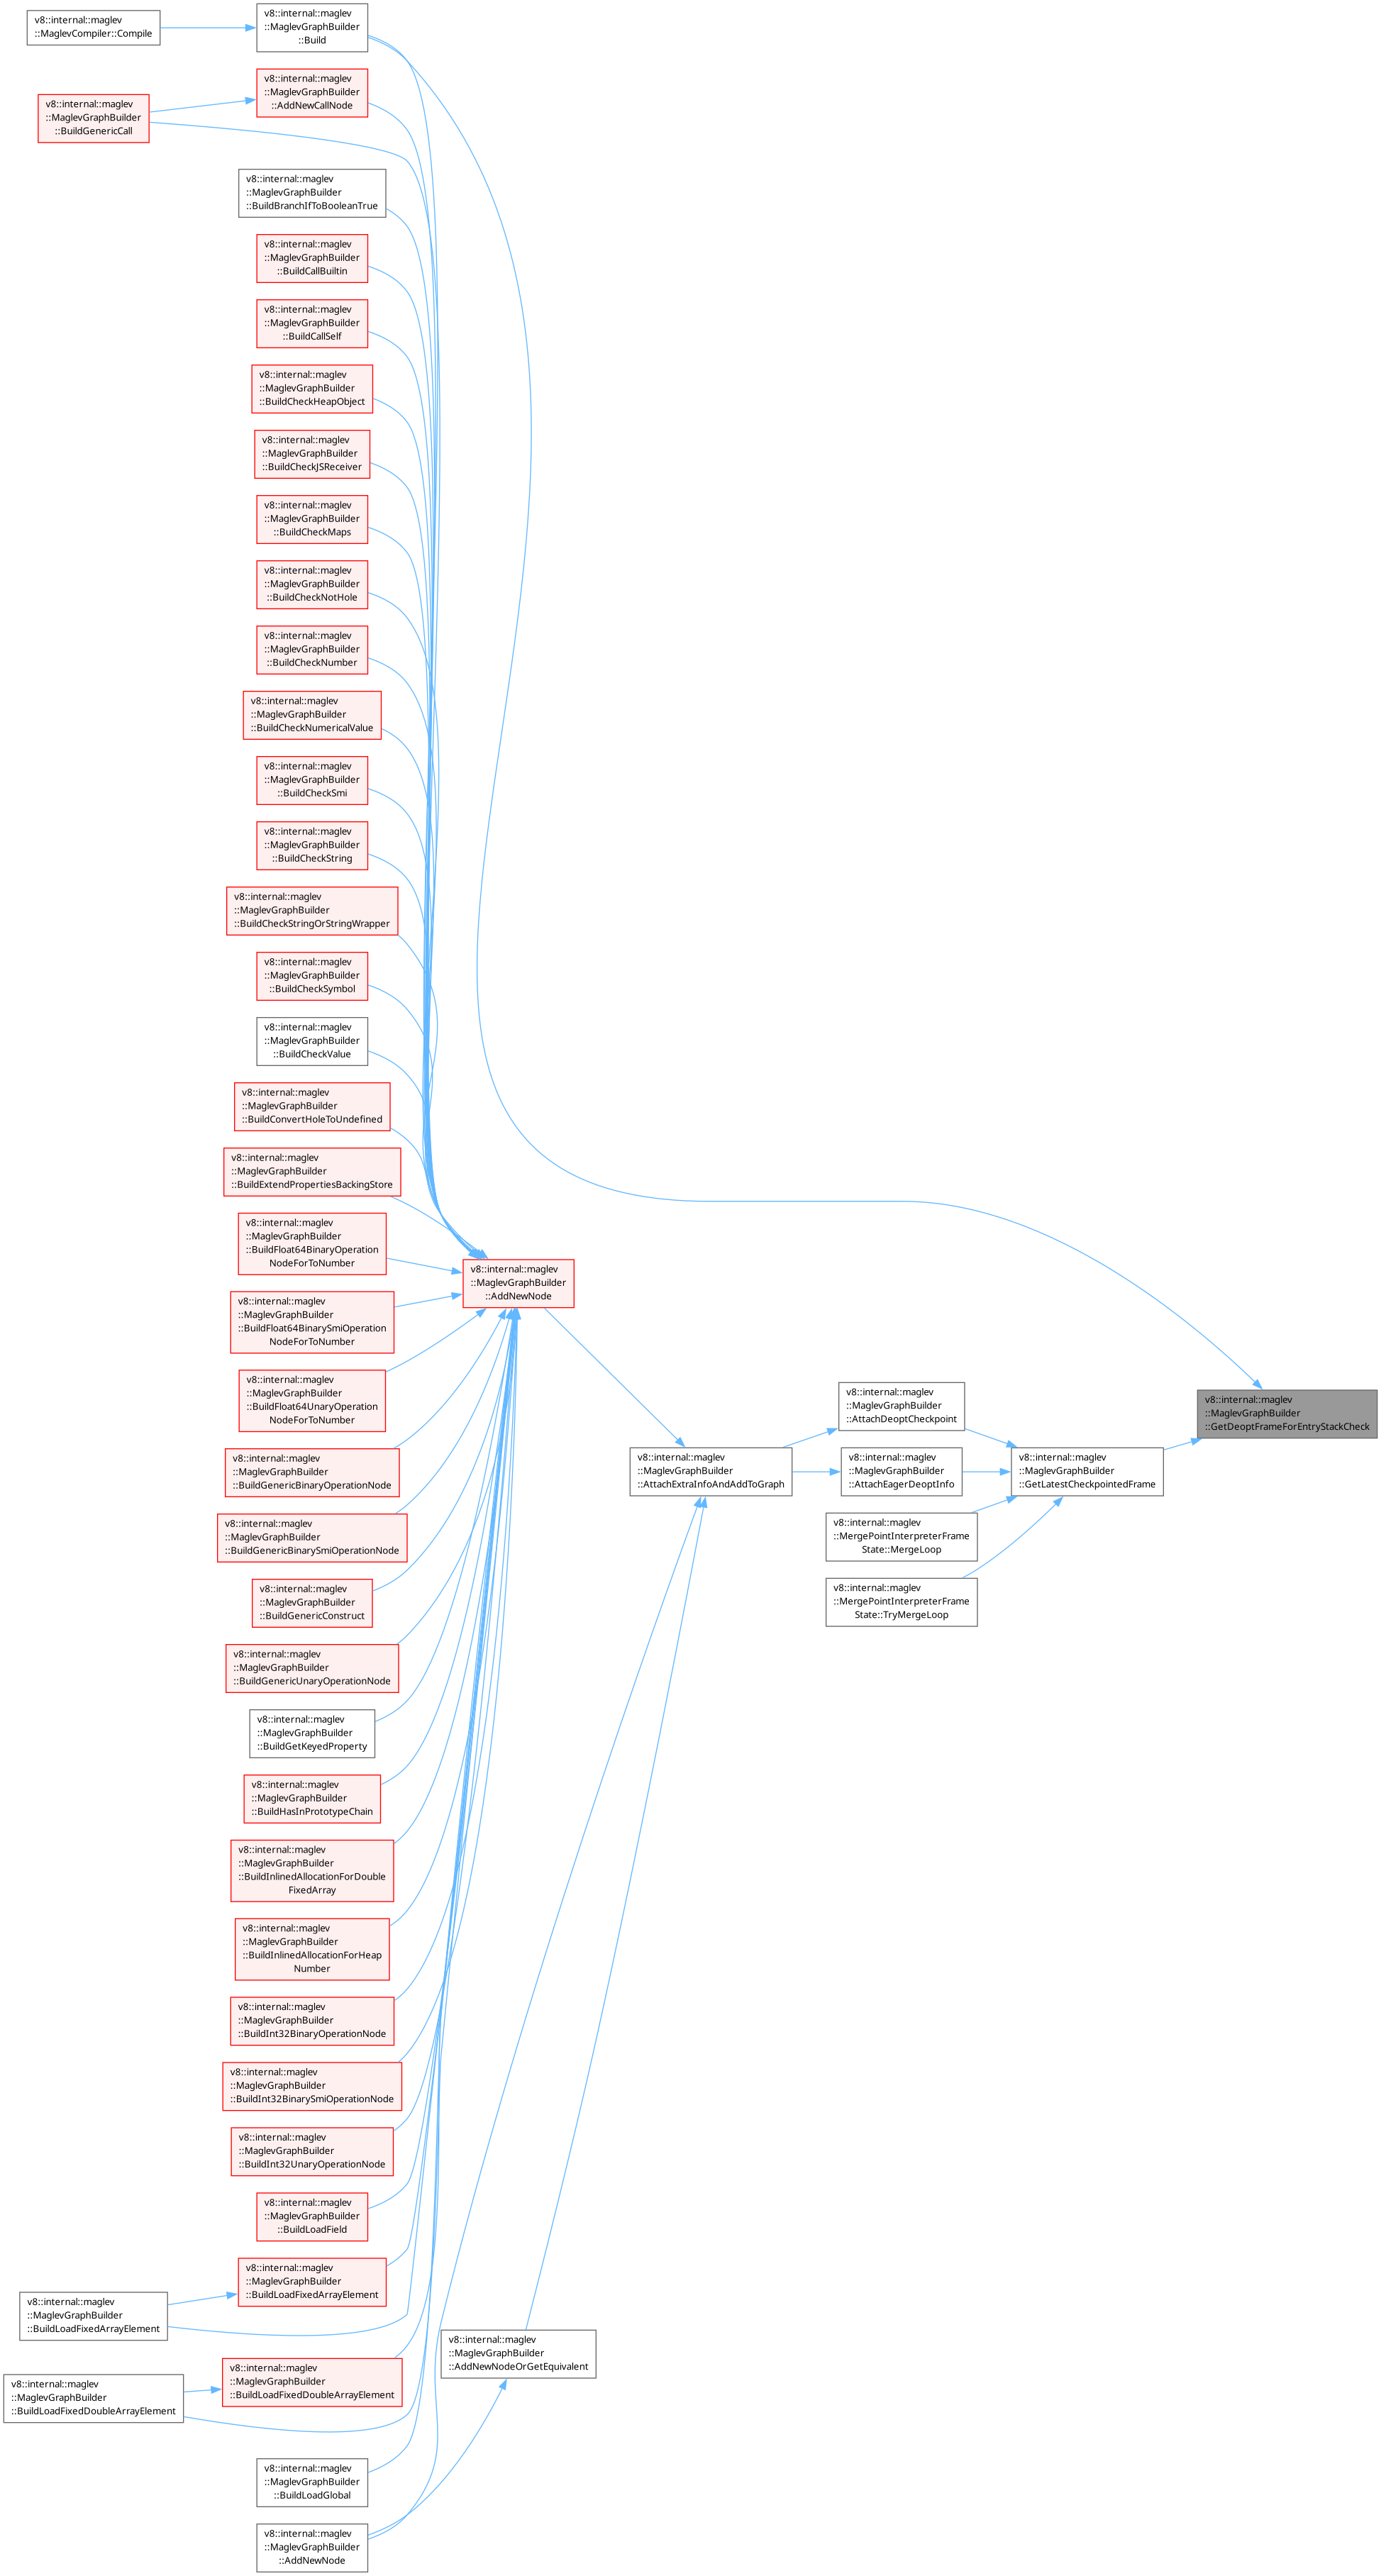 v8::internal::maglev
::MaglevCompiler::Compile
v8::internal::maglev
::MaglevGraphBuilder
::Build
v8::internal::maglev
::MaglevGraphBuilder
::AddNewCallNode
v8::internal::maglev
::MaglevGraphBuilder
::BuildGenericCall
v8::internal::maglev
::MaglevGraphBuilder
::BuildBranchIfToBooleanTrue
v8::internal::maglev
::MaglevGraphBuilder
::BuildCallBuiltin
v8::internal::maglev
::MaglevGraphBuilder
::BuildCallSelf
v8::internal::maglev
::MaglevGraphBuilder
::BuildCheckHeapObject
v8::internal::maglev
::MaglevGraphBuilder
::BuildCheckJSReceiver
v8::internal::maglev
::MaglevGraphBuilder
::BuildCheckMaps
v8::internal::maglev
::MaglevGraphBuilder
::BuildCheckNotHole
v8::internal::maglev
::MaglevGraphBuilder
::BuildCheckNumber
v8::internal::maglev
::MaglevGraphBuilder
::BuildCheckNumericalValue
v8::internal::maglev
::MaglevGraphBuilder
::BuildCheckSmi
v8::internal::maglev
::MaglevGraphBuilder
::BuildCheckString
v8::internal::maglev
::MaglevGraphBuilder
::BuildCheckStringOrStringWrapper
v8::internal::maglev
::MaglevGraphBuilder
::BuildCheckSymbol
v8::internal::maglev
::MaglevGraphBuilder
::BuildCheckValue
v8::internal::maglev
::MaglevGraphBuilder
::BuildConvertHoleToUndefined
v8::internal::maglev
::MaglevGraphBuilder
::BuildExtendPropertiesBackingStore
v8::internal::maglev
::MaglevGraphBuilder
::BuildFloat64BinaryOperation
NodeForToNumber
v8::internal::maglev
::MaglevGraphBuilder
::AddNewNode
v8::internal::maglev
::MaglevGraphBuilder
::BuildFloat64BinarySmiOperation
NodeForToNumber
v8::internal::maglev
::MaglevGraphBuilder
::BuildFloat64UnaryOperation
NodeForToNumber
v8::internal::maglev
::MaglevGraphBuilder
::AttachDeoptCheckpoint
v8::internal::maglev
::MaglevGraphBuilder
::GetDeoptFrameForEntryStackCheck
v8::internal::maglev
::MaglevGraphBuilder
::BuildGenericBinaryOperationNode
v8::internal::maglev
::MaglevGraphBuilder
::AttachExtraInfoAndAddToGraph
v8::internal::maglev
::MaglevGraphBuilder
::AttachEagerDeoptInfo
v8::internal::maglev
::MaglevGraphBuilder
::GetLatestCheckpointedFrame
v8::internal::maglev
::MaglevGraphBuilder
::BuildGenericBinarySmiOperationNode
v8::internal::maglev
::MergePointInterpreterFrame
State::MergeLoop
v8::internal::maglev
::MaglevGraphBuilder
::BuildGenericConstruct
v8::internal::maglev
::MergePointInterpreterFrame
State::TryMergeLoop
v8::internal::maglev
::MaglevGraphBuilder
::BuildGenericUnaryOperationNode
v8::internal::maglev
::MaglevGraphBuilder
::BuildGetKeyedProperty
v8::internal::maglev
::MaglevGraphBuilder
::BuildHasInPrototypeChain
v8::internal::maglev
::MaglevGraphBuilder
::BuildInlinedAllocationForDouble
FixedArray
v8::internal::maglev
::MaglevGraphBuilder
::BuildInlinedAllocationForHeap
Number
v8::internal::maglev
::MaglevGraphBuilder
::BuildInt32BinaryOperationNode
v8::internal::maglev
::MaglevGraphBuilder
::BuildInt32BinarySmiOperationNode
v8::internal::maglev
::MaglevGraphBuilder
::BuildInt32UnaryOperationNode
v8::internal::maglev
::MaglevGraphBuilder
::BuildLoadField
v8::internal::maglev
::MaglevGraphBuilder
::BuildLoadFixedArrayElement
v8::internal::maglev
::MaglevGraphBuilder
::BuildLoadFixedArrayElement
v8::internal::maglev
::MaglevGraphBuilder
::AddNewNodeOrGetEquivalent
v8::internal::maglev
::MaglevGraphBuilder
::BuildLoadFixedDoubleArrayElement
v8::internal::maglev
::MaglevGraphBuilder
::BuildLoadFixedDoubleArrayElement
v8::internal::maglev
::MaglevGraphBuilder
::BuildLoadGlobal
v8::internal::maglev
::MaglevGraphBuilder
::AddNewNode